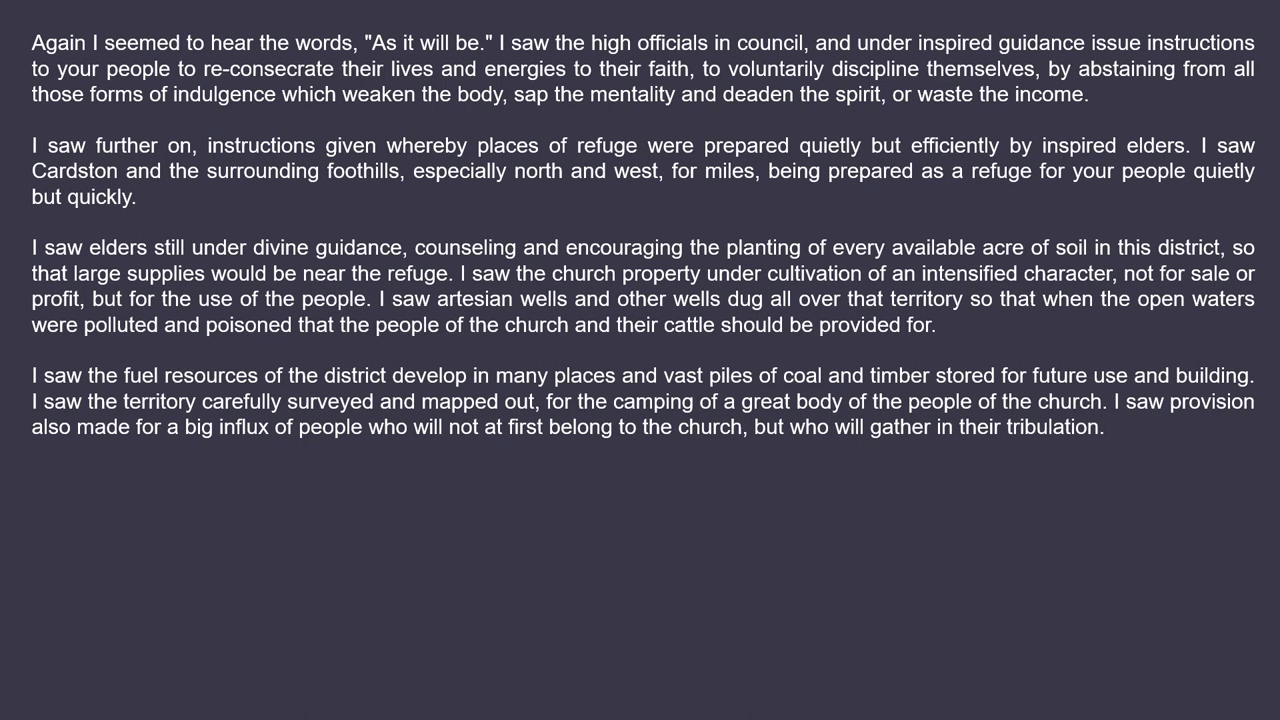 Again I seemed to hear the words, "As it will be." I saw the high officials in council, and under inspired guidance issue instructions
to your people to re-consecrate their lives and energies to their faith, to voluntarily discipline themselves, by abstaining from all
those forms of indulgence which weaken the body, sap the mentality and deaden the spirit, or waste the income.
I saw further on, instructions given whereby places of refuge were prepared quietly but efficiently by inspired elders. I saw
Cardston and the surrounding foothills, especially north and west, for miles, being prepared as a refuge for your people quietly
but quickly.
I saw elders still under divine guidance, counseling and encouraging the planting of every available acre of soil in this district, so
that large supplies would be near the refuge. I saw the church property under cultivation of an intensified character, not for sale or
profit, but for the use of the people. I saw artesian wells and other wells dug all over that territory so that when the open waters
were polluted and poisoned that the people of the church and their cattle should be provided for.
I saw the fuel resources of the district develop in many places and vast piles of coal and timber stored for future use and building.
I saw the territory carefully surveyed and mapped out, for the camping of a great body of the people of the church. I saw provision
also made for a big influx of people who will not at first belong to the church, but who will gather in their tribulation.